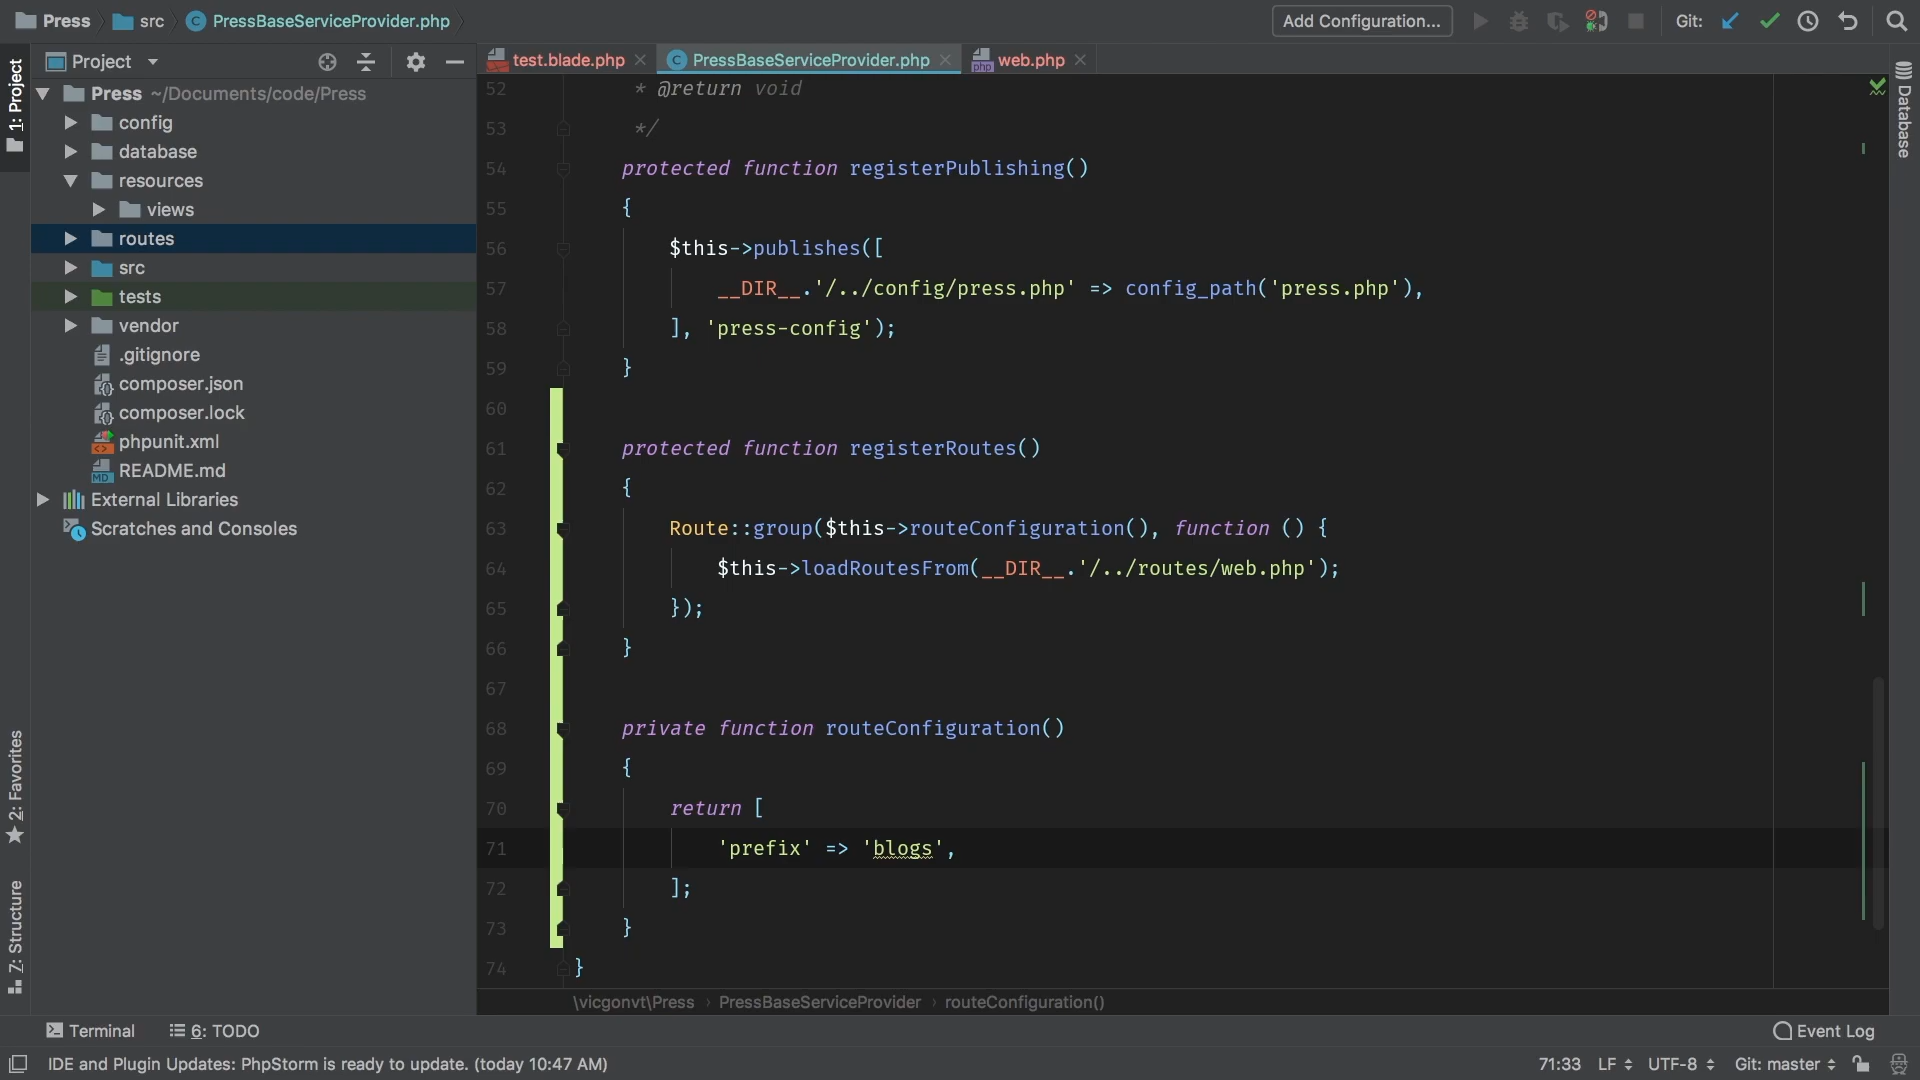 Press src PressBaseServiceProvider.php Add Configuration... Git:
Project test.blade.php PressBaseServiceProvider.php web.php
1: Project
2: Favorites
7: Structure
Database
Press ~/Documents/code/Press
config
database
resources
views
routes
src
tests
vendor
.gitignore
composer.json
composer.lock
phpunit.xml
README.md
External Libraries
Scratches and Consoles
52 * @return void
53 */
54 protected function registerPublishing()
55 {
56 $this->publishes([
57 __DIR__.'/../config/press.php' => config_path('press.php'),
58 ], 'press-config');
59 }
60
61 protected function registerRoutes()
62 {
63 Route::group($this->routeConfiguration(), function () {
64 $this->loadRoutesFrom(__DIR__.'/../routes/web.php');
65 });
66 }
67
68 private function routeConfiguration()
69 {
70 return [
71 'prefix' => 'blogs',
72 ];
73 }
74 }
\vicgonvt\Press › PressBaseServiceProvider › routeConfiguration()
Terminal 6: TODO Event Log
IDE and Plugin Updates: PhpStorm is ready to update. (today 10:47 AM) 71:33 LF UTF-8 Git: master